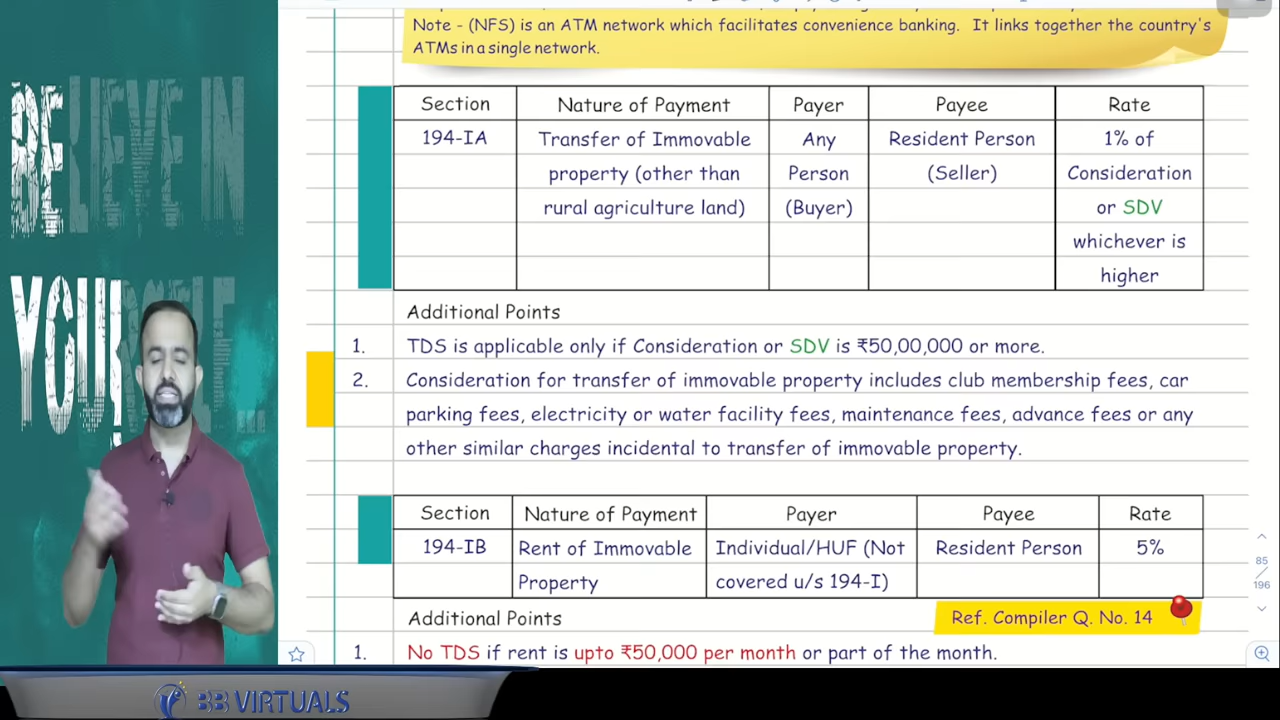 Note - (NFS) is an ATM network which facilitates convenience banking. It links together the country's
ATMs in a single network.
BELIEVE IN
YOURSELF...
Section Nature of Payment Payer Payee Rate
194-IA Transfer of Immovable Any Resident Person 1% of
property (other than Person (Seller) Consideration
rural agriculture land) (Buyer) or SDV
whichever is
higher
Additional Points
1. TDS is applicable only if Consideration or SDV is ₹50,00,000 or more.
2. Consideration for transfer of immovable property includes club membership fees, car
parking fees, electricity or water facility fees, maintenance fees, advance fees or any
other similar charges incidental to transfer of immovable property.
Section Nature of Payment Payer Payee Rate
194-IB Rent of Immovable Individual/HUF (Not Resident Person 5%
Property covered u/s 194-I)
Additional Points Ref. Compiler Q. No. 14
1. No TDS if rent is upto ₹50,000 per month or part of the month.
85
196
BB VIRTUALS